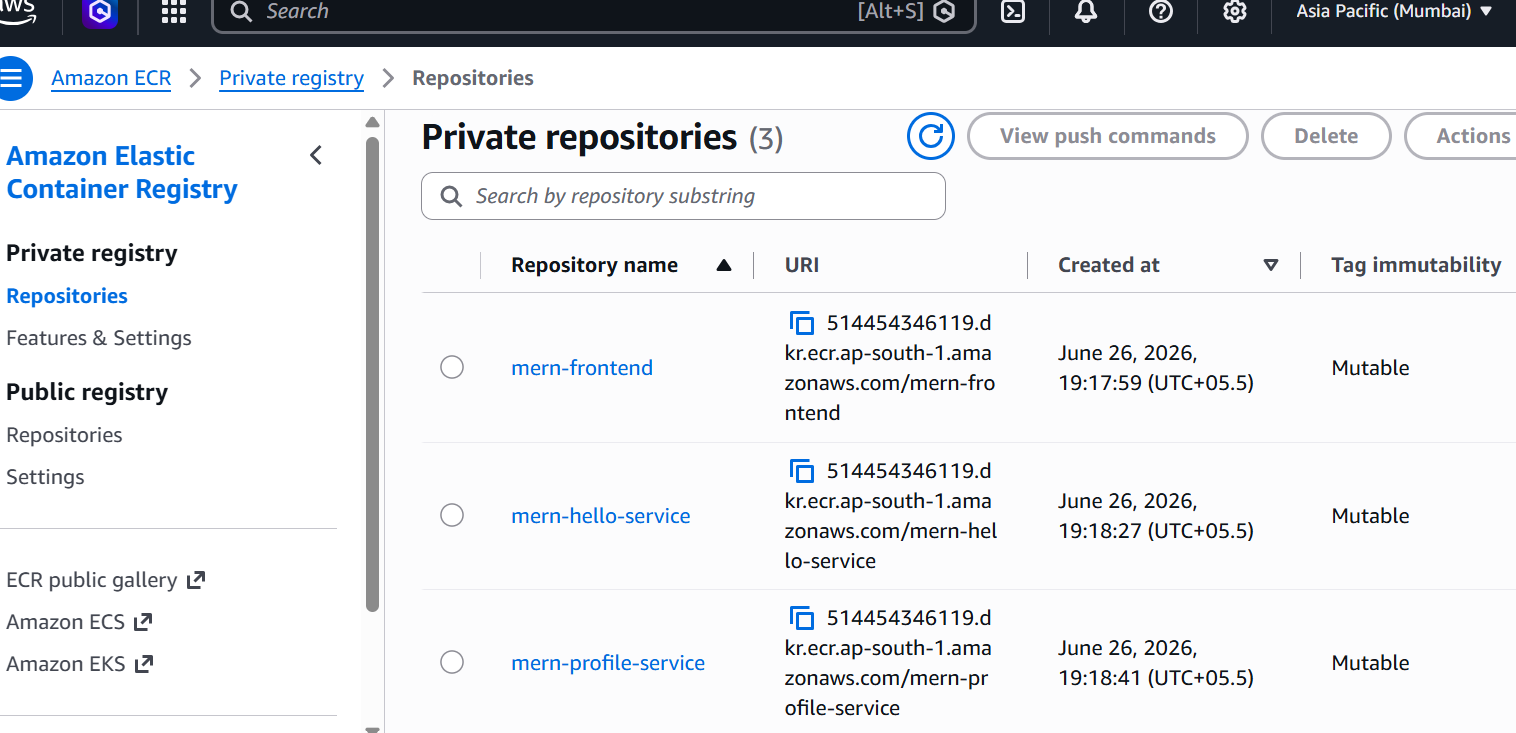 aws
Search
[Alt+S]
Asia Pacific (Mumbai)
Amazon ECR
Private registry
Repositories
Amazon Elastic
Container Registry
Private registry
Repositories
Features & Settings
Public registry
Repositories
Settings
ECR public gallery
Amazon ECS
Amazon EKS
Private repositories (3)
View push commands
Delete
Actions
Search by repository substring
Repository name
URI
Created at
Tag immutability
mern-frontend
514454346119.d
kr.ecr.ap-south-1.ama
zonaws.com/mern-fro
ntend
June 26, 2026,
19:17:59 (UTC+05.5)
Mutable
mern-hello-service
514454346119.d
kr.ecr.ap-south-1.ama
zonaws.com/mern-hel
lo-service
June 26, 2026,
19:18:27 (UTC+05.5)
Mutable
mern-profile-service
514454346119.d
kr.ecr.ap-south-1.ama
zonaws.com/mern-pr
ofile-service
June 26, 2026,
19:18:41 (UTC+05.5)
Mutable